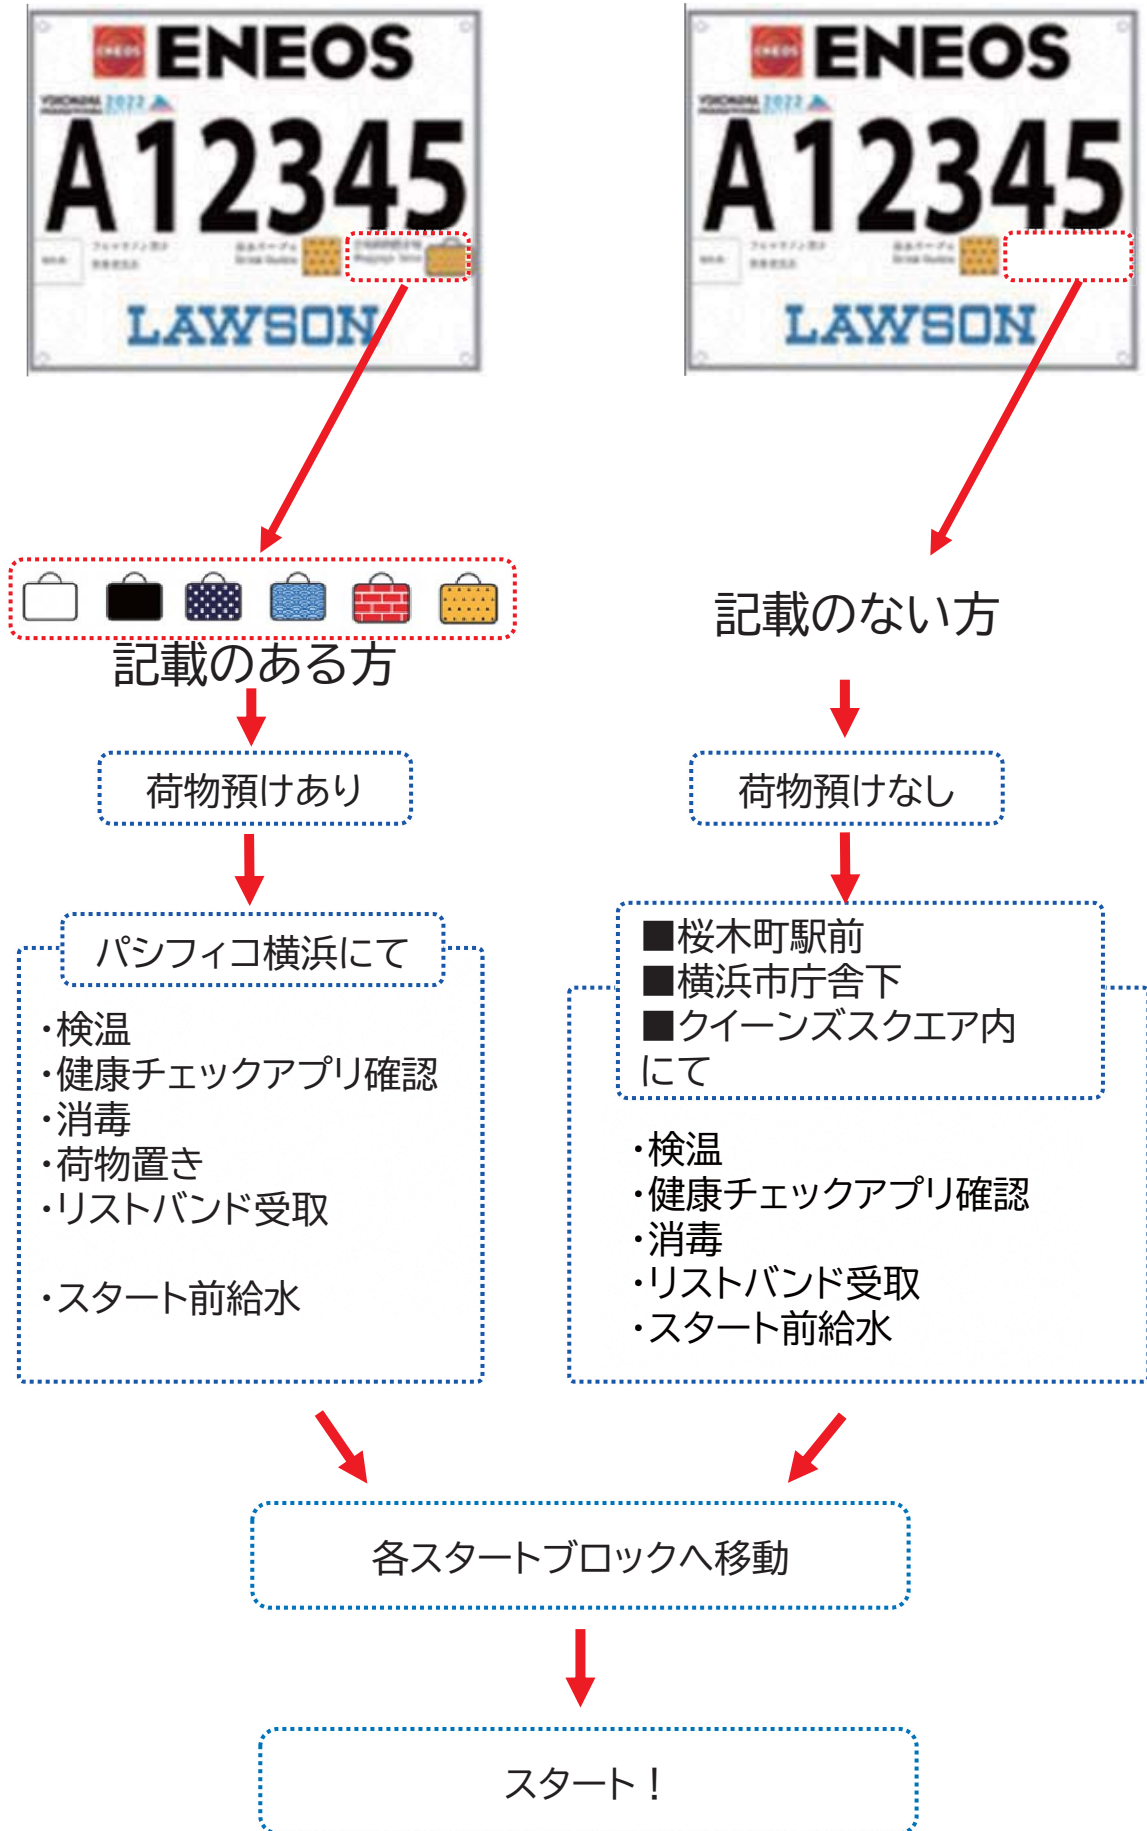 ENEOS
ENEOS
2022
A12345
LAWSON
ENEOS
ENEOS
2022
A12345
LAWSON
記載のある方
荷物預けあり
パシフィコ横浜にて
・検温
・健康チェックアプリ確認
・消毒
・荷物置き
・リストバンド受取
・スタート前給水
記載のない方
荷物預けなし
■桜木町駅前
■横浜市庁舎下
■クイーンズスクエア内
にて
・検温
・健康チェックアプリ確認
・消毒
・リストバンド受取
・スタート前給水
各スタートブロックへ移動
スタート！